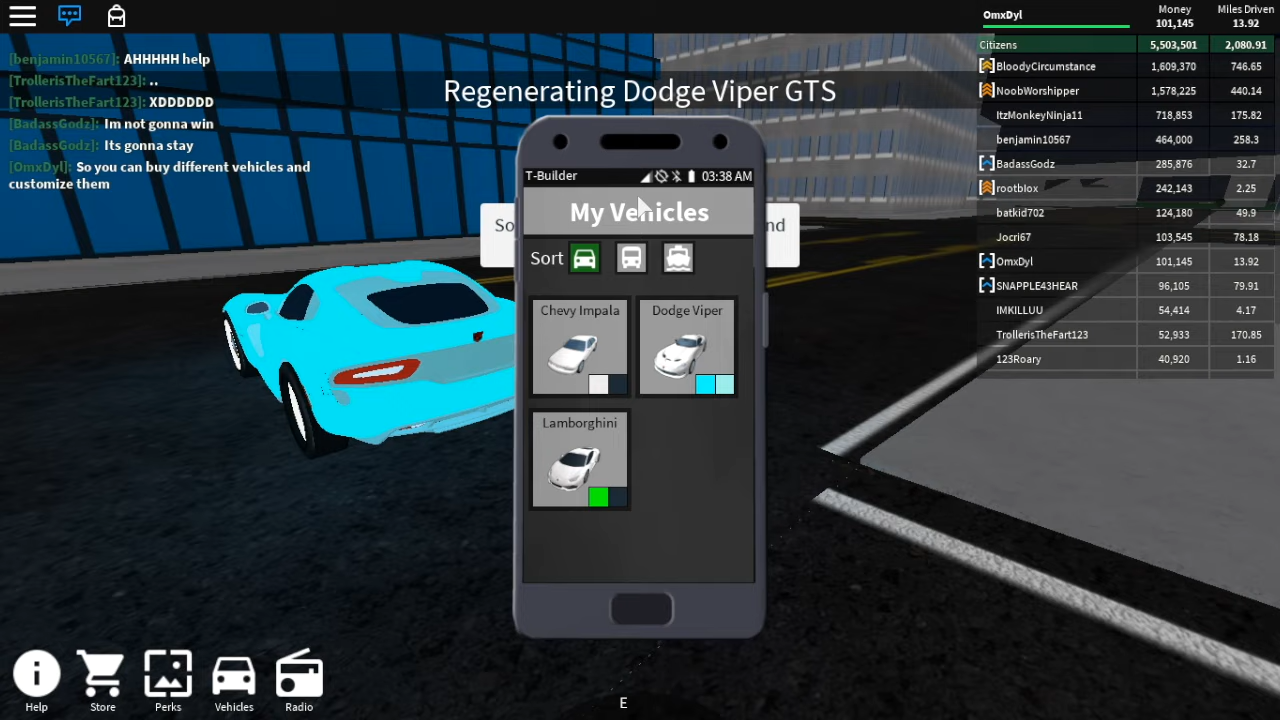 OmxDyl
Money
101,145
Miles Driven
13.92
Citizens 5,503,501 2,080.91
BloodyCircumstance 1,609,370 746.65
NoobWorshipper 1,578,225 440.14
ItzMonkeyNinja11 718,853 175.82
benjamin10567 464,000 258.3
BadassGodz 285,876 32.7
rootblox 242,143 2.25
batkid702 124,180 49.9
Jocri67 103,545 78.18
OmxDyl 101,145 13.92
SNAPPLE43HEAR 96,105 79.91
IMKILLUU 54,414 4.17
TrollerisTheFart123 52,933 170.85
123Roary 40,920 1.16
[benjamin10567]: AHHHHH help
[TrollerisTheFart123]: ..
[TrollerisTheFart123]: XDDDDDD
[BadassGodz]: Im not gonna win
[BadassGodz]: Its gonna stay
[OmxDyl]: So you can buy different vehicles and
customize them
Regenerating Dodge Viper GTS
So
nd
T-Builder 03:38 AM
My Vehicles
Sort
Chevy Impala
Dodge Viper
Lamborghini
Help
Store
Perks
Vehicles
Radio
E